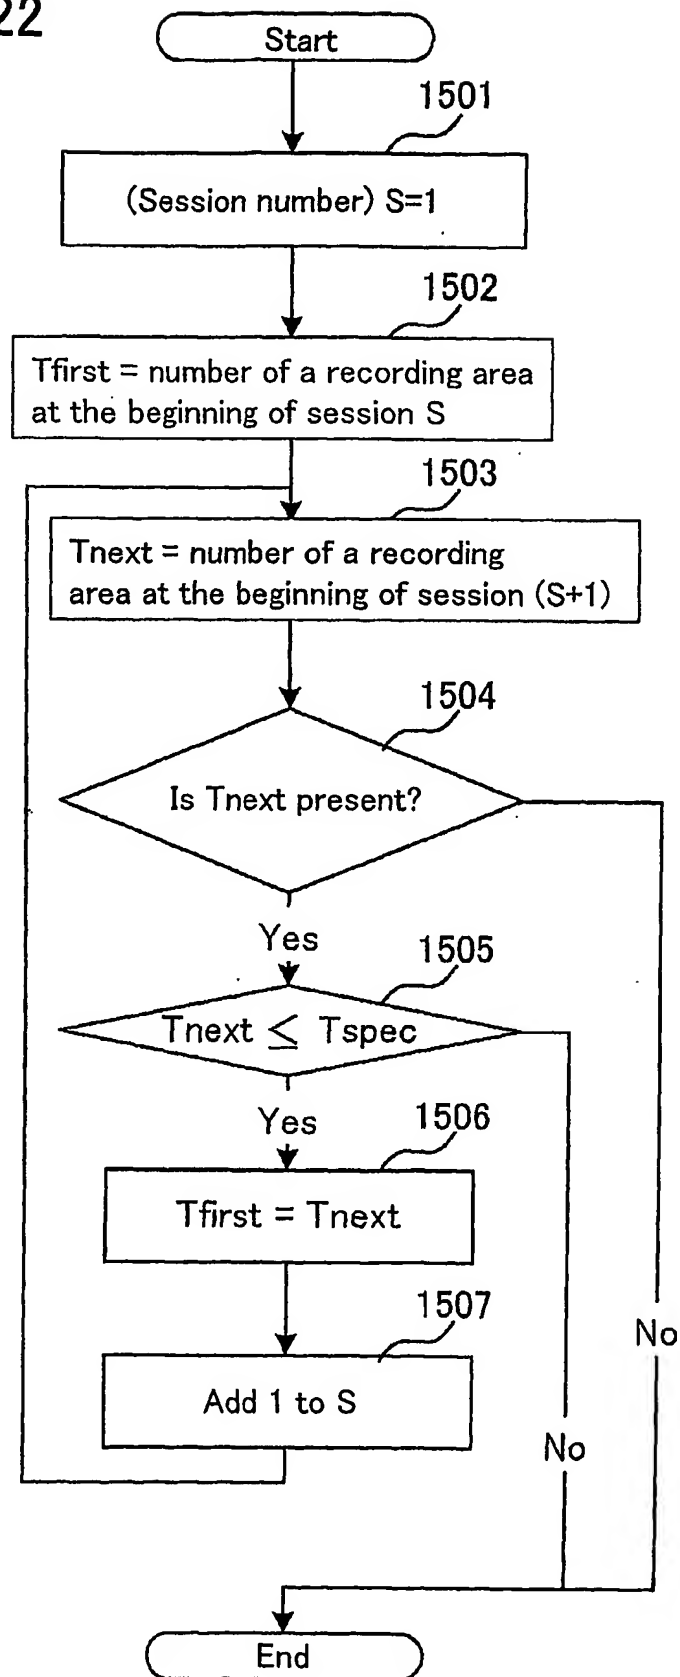 22
Start
1501
(Session number) S=1
1502
Tfirst = number of a recording area
at the beginning of session S
1503
Tnext = number of a recording
area at the beginning of session (S+1)
1504
Is Tnext present?
Yes
1505
Tnext ≤ Tspec
Yes
1506
Tfirst = Tnext
1507
Add 1 to S
No
No
End